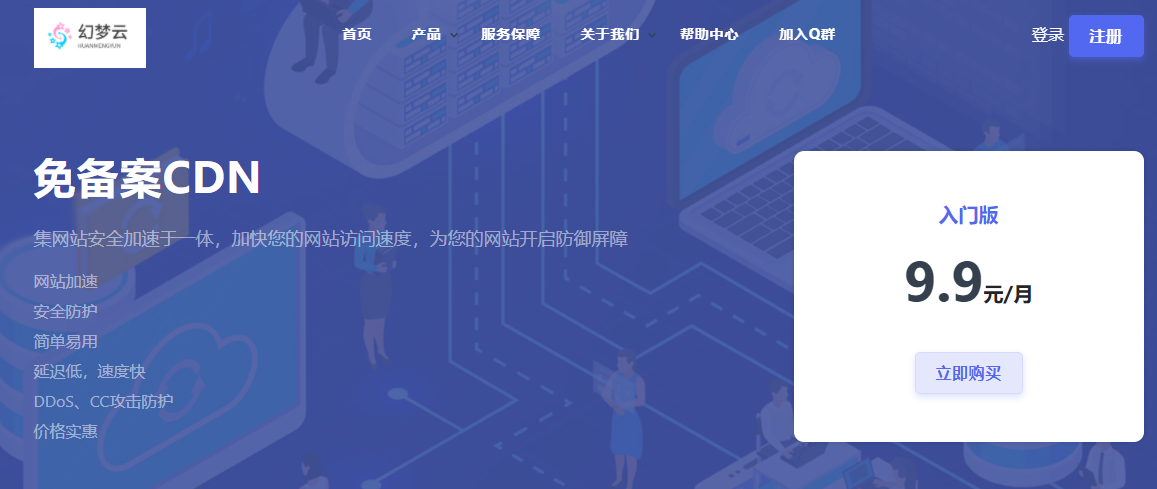 幻梦云
HUANMENGYUN
首页 产品 服务保障 关于我们 帮助中心 加入Q群 登录 注册
免备案CDN
集网站安全加速于一体，加快您的网站访问速度，为您的网站开启防御屏障
网站加速
安全防护
简单易用
延迟低，速度快
DDoS、CC攻击防护
价格实惠
入门版
9.9元/月
立即购买